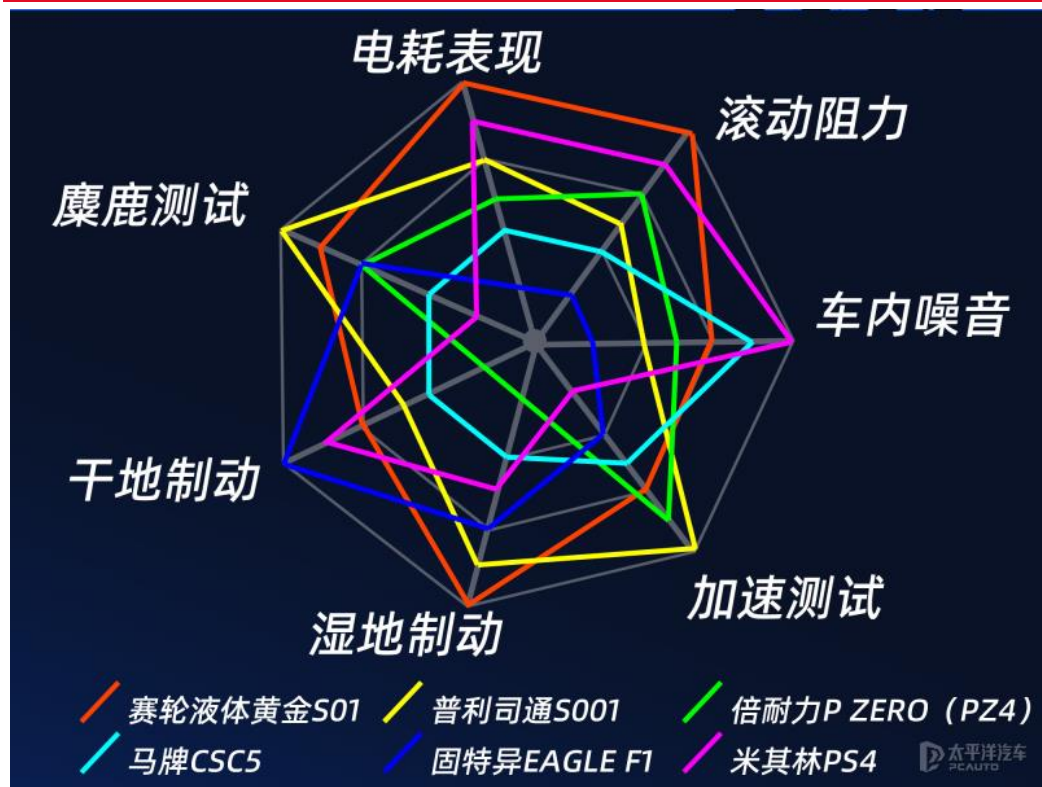 电耗表现
滚动阻力
麋鹿测试
车内噪音
干地制动
加速测试
湿地制动
赛轮液体黄金S01
普利司通S001
倍耐力P ZERO（PZ4）
马牌CSC5
固特异EAGLE F1
米其林PS4
太平洋汽车
PCAUTO